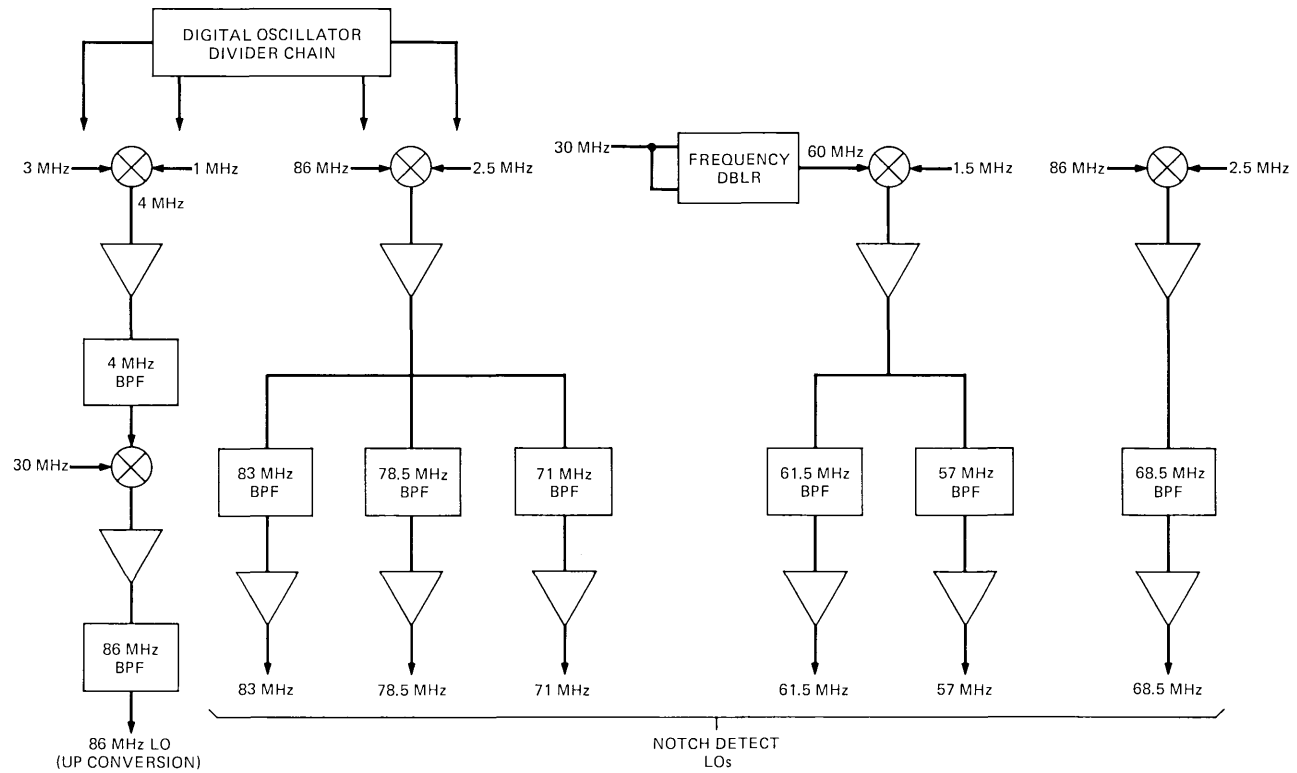 DIGITAL OSCILLATOR
DIVIDER CHAIN
3 MHz
1 MHz
4 MHz
86 MHz
2.5 MHz
30 MHz
FREQUENCY
DBLR
60 MHz
1.5 MHz
86 MHz
2.5 MHz
4 MHz
BPF
30 MHz
83 MHz
BPF
78.5 MHz
BPF
71 MHz
BPF
61.5 MHz
BPF
57 MHz
BPF
68.5 MHz
BPF
86 MHz
BPF
83 MHz
78.5 MHz
71 MHz
61.5 MHz
57 MHz
68.5 MHz
86 MHz LO
(UP CONVERSION)
NOTCH DETECT
LOs